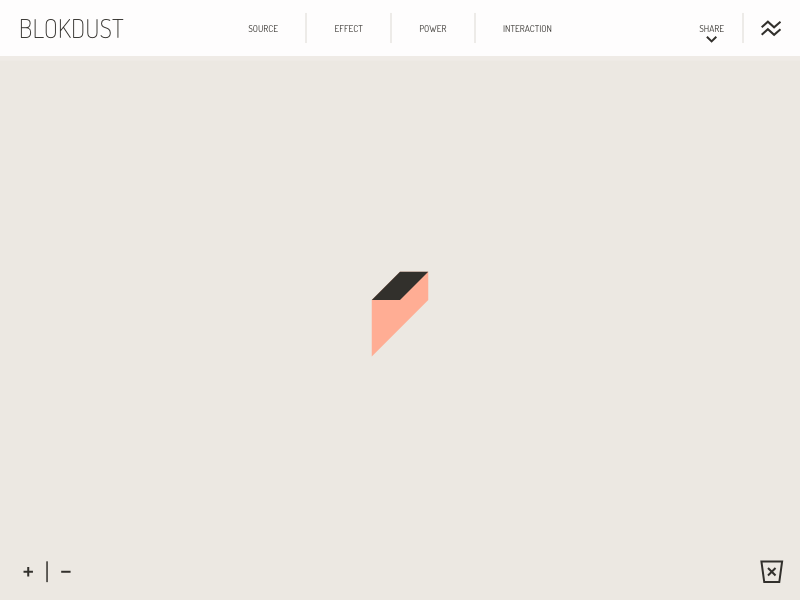 BLOKDUST
SOURCE
EFFECT
POWER
INTERACTION
SHARE